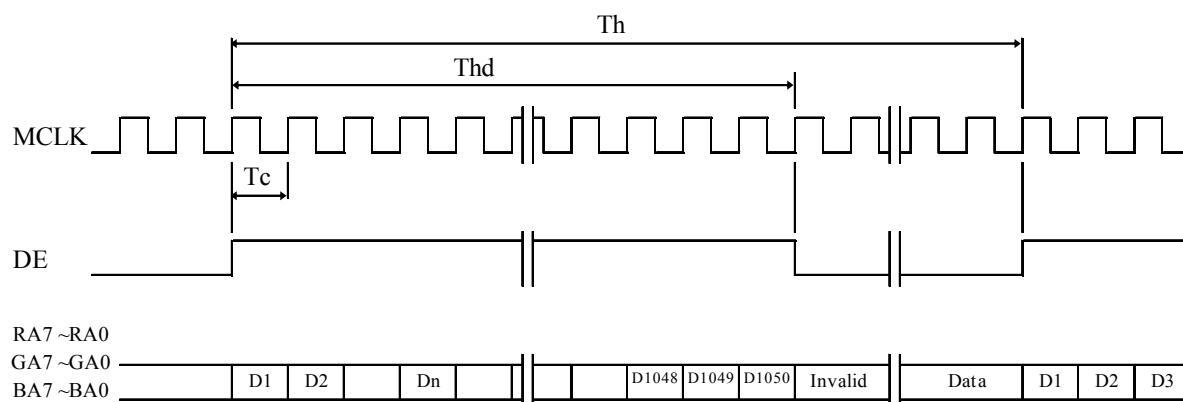 Th
Thd
MCLK
Tc
DE
RA7 ~RA0
GA7 ~GA0
BA7 ~BA0
D1 D2 Dn D1048 D1049 D1050 Invalid Data D1 D2 D3